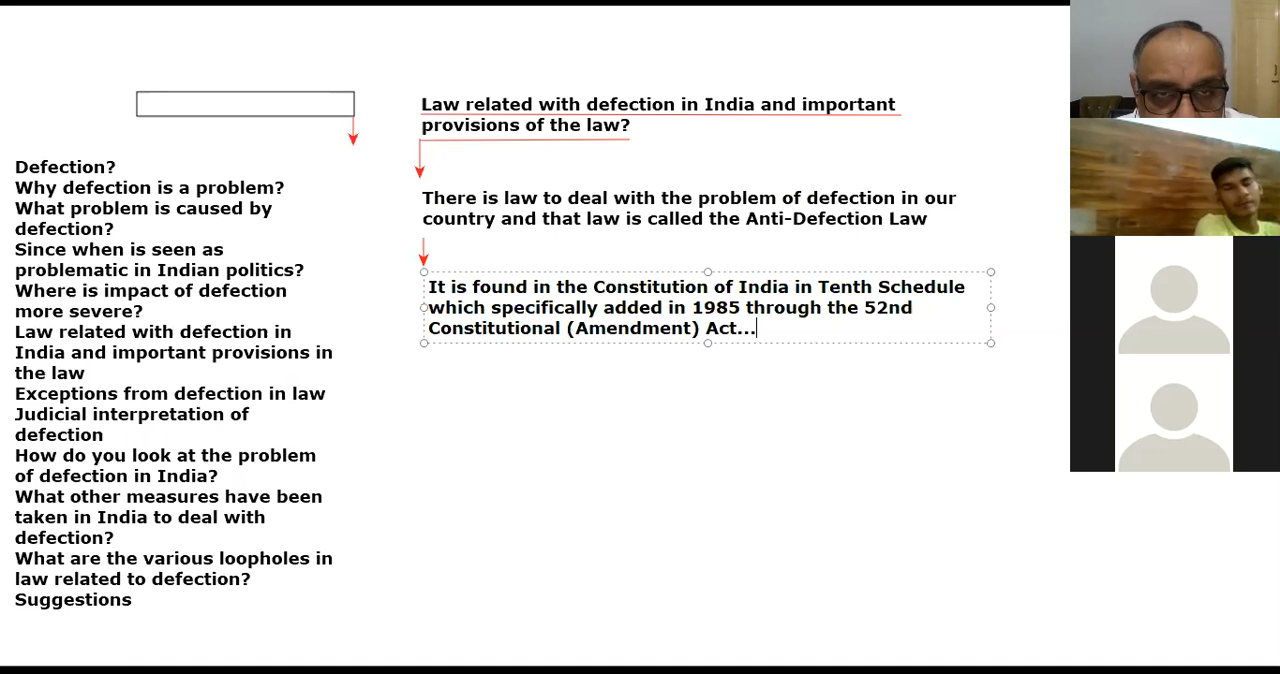 Law related with defection in India and important
provisions of the law?
Defection?
Why defection is a problem?
What problem is caused by
defection?
Since when is seen as
problematic in Indian politics?
Where is impact of defection
more severe?
Law related with defection in
India and important provisions in
the law
Exceptions from defection in law
Judicial interpretation of
defection
How do you look at the problem
of defection in India?
What other measures have been
taken in India to deal with
defection?
What are the various loopholes in
law related to defection?
Suggestions
There is law to deal with the problem of defection in our
country and that law is called the Anti-Defection Law
It is found in the Constitution of India in Tenth Schedule
which specifically added in 1985 through the 52nd
Constitutional (Amendment) Act...